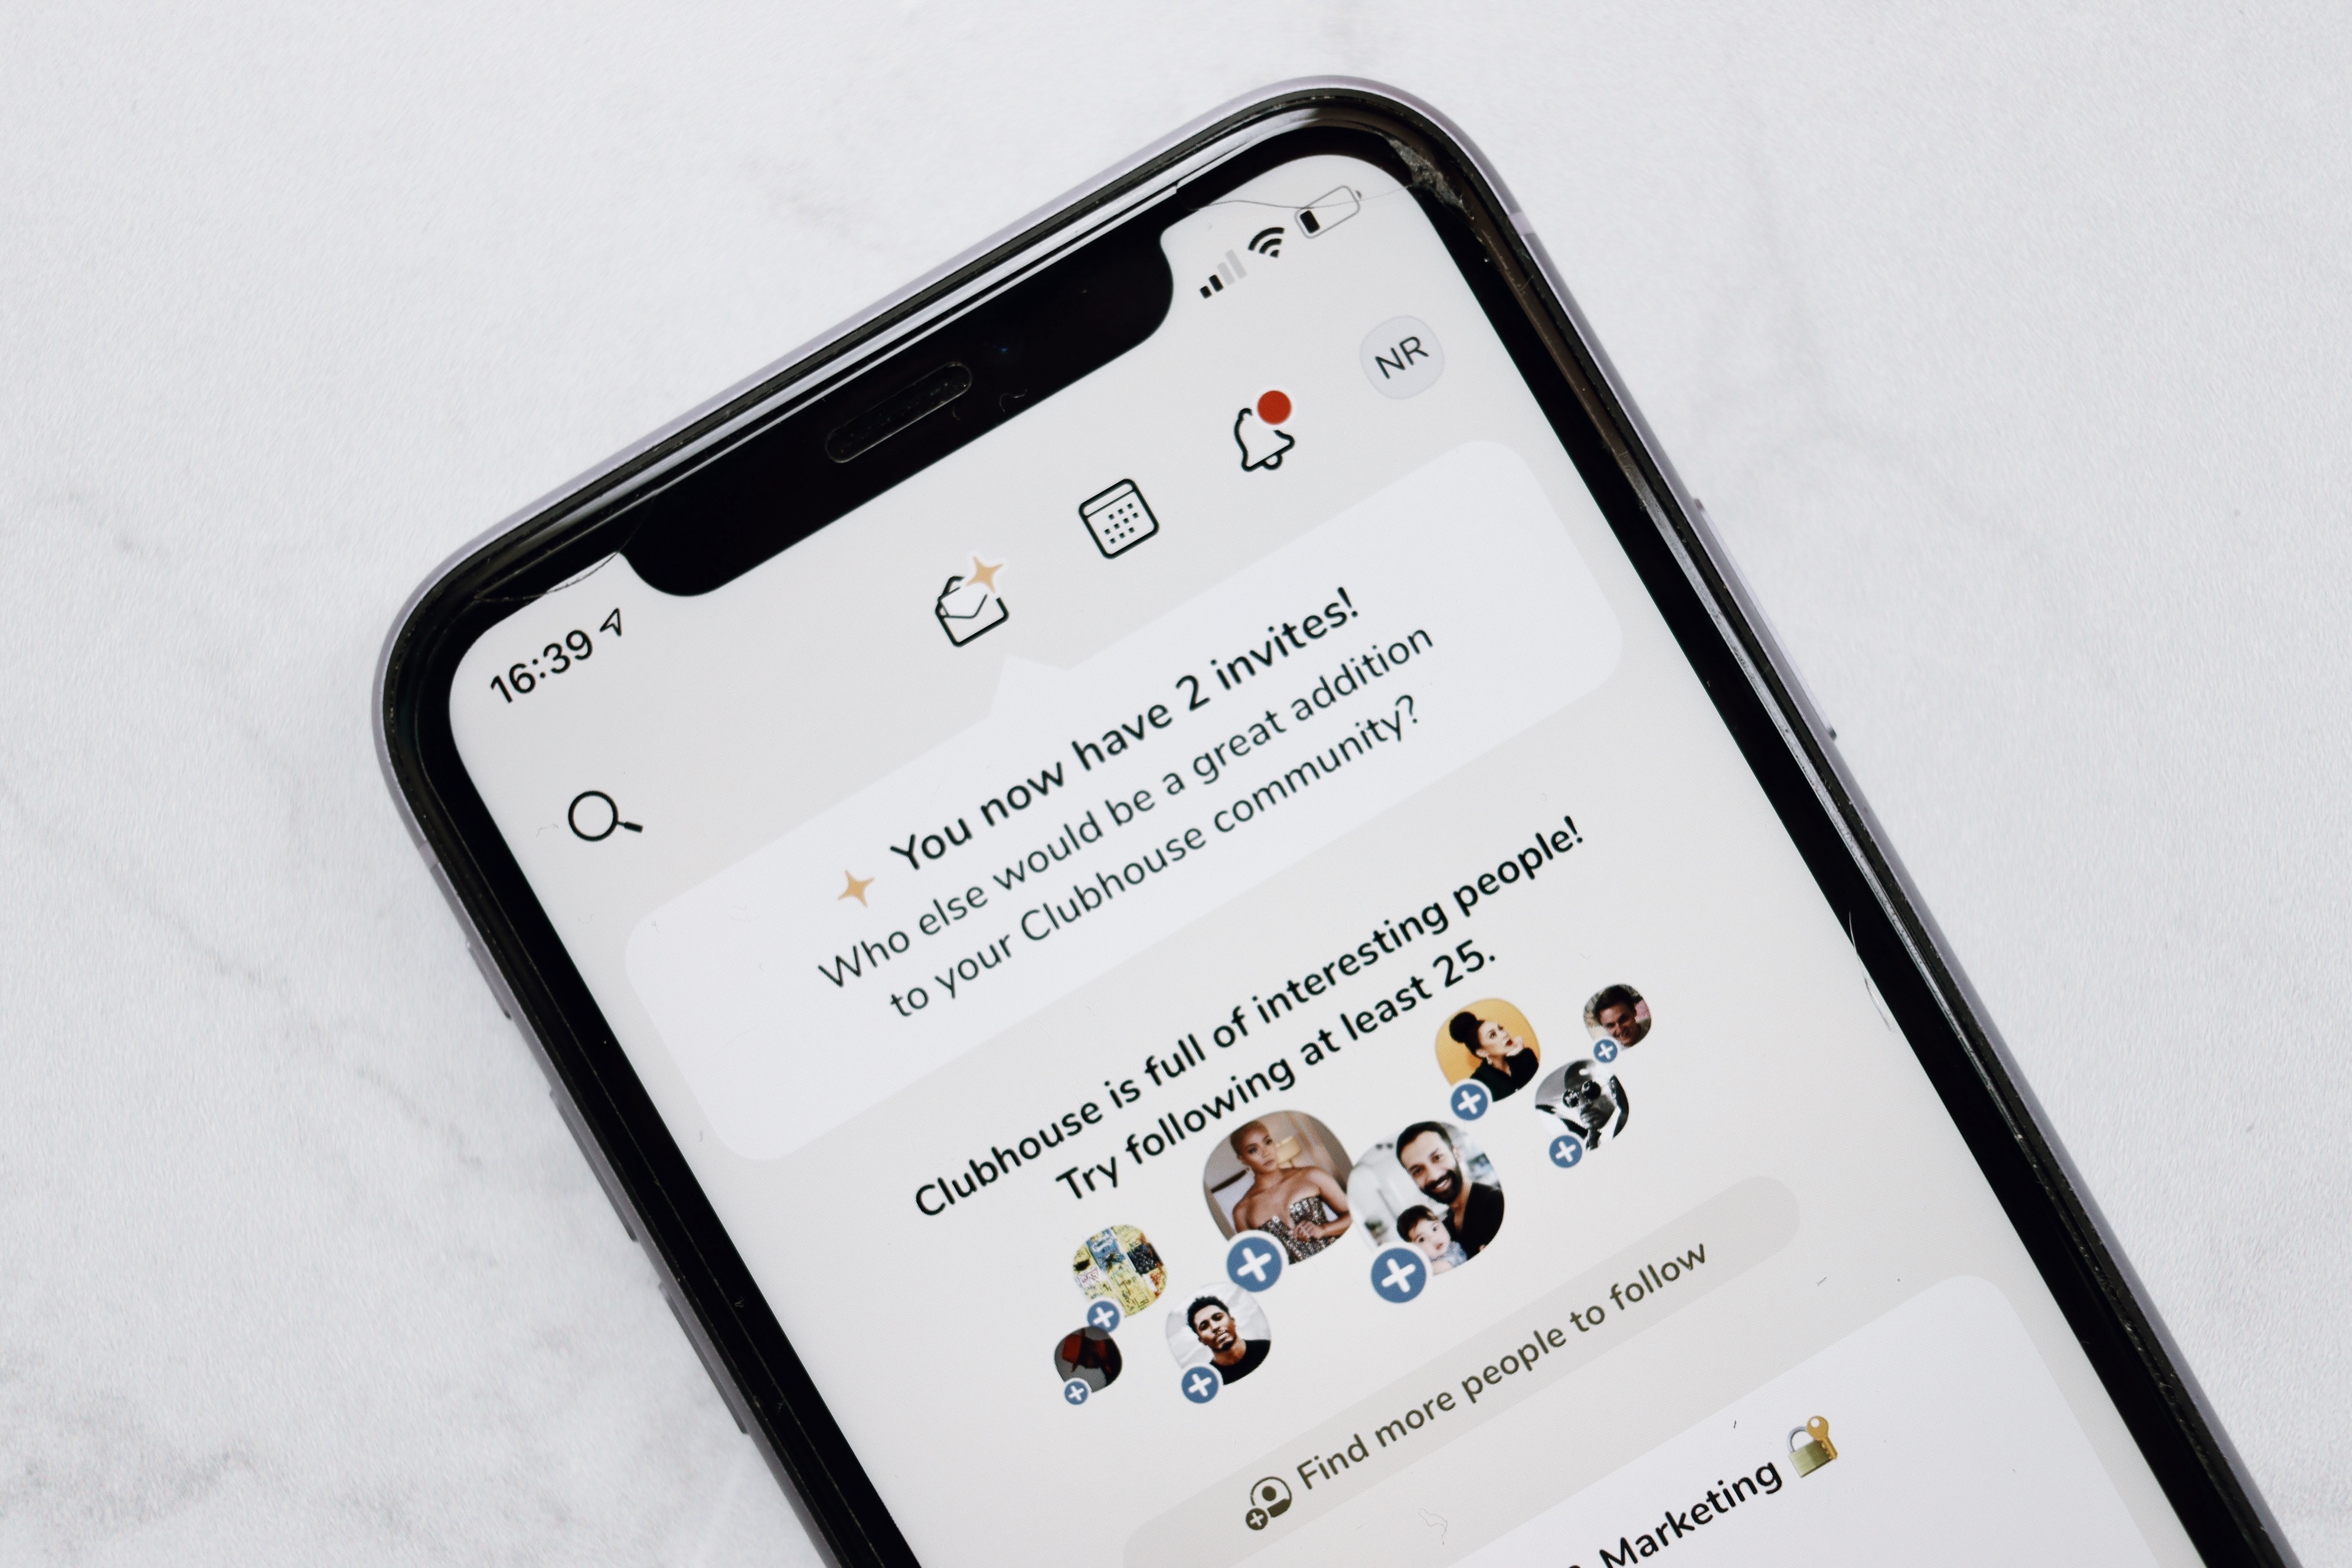 16:39
NR
You now have 2 invites!
Who else would be a great addition
to your Clubhouse community?
Clubhouse is full of interesting people!
Try following at least 25.
Find more people to follow
Marketing